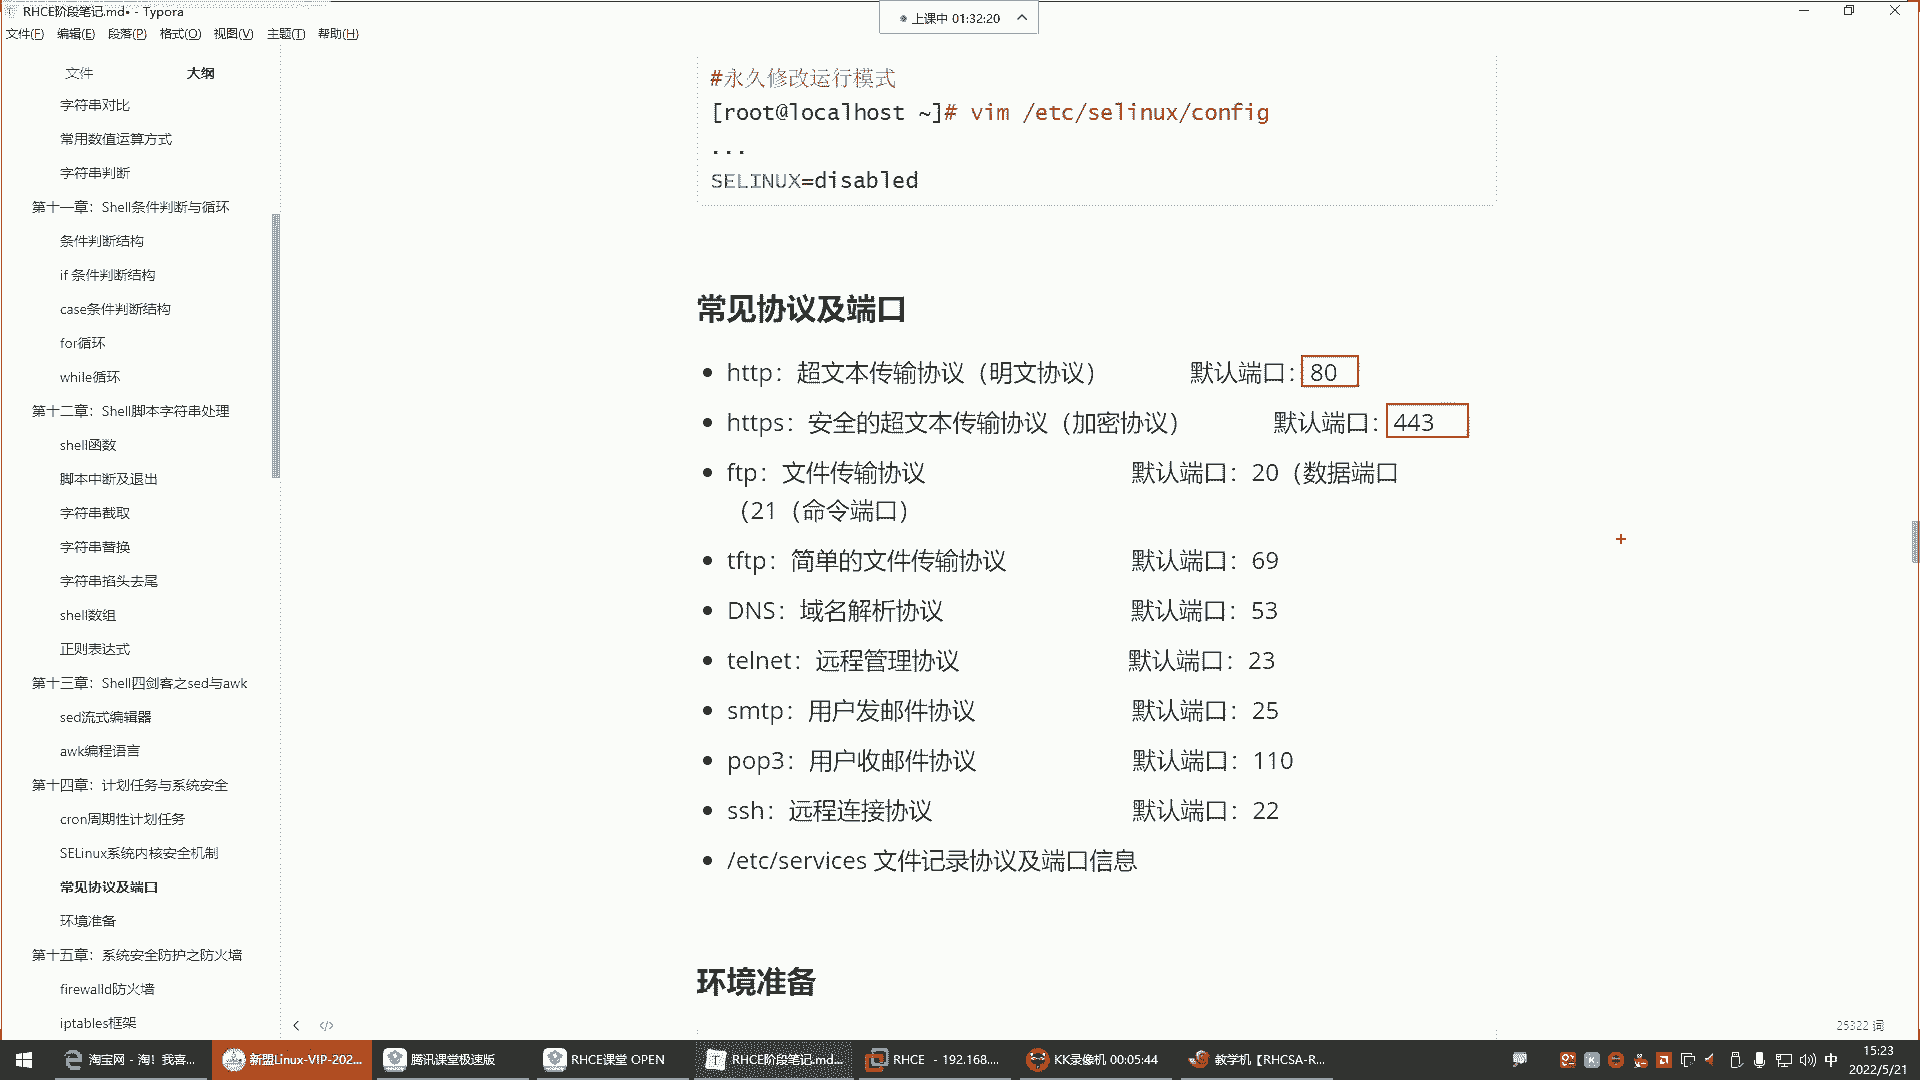 RHCE阶段笔记.md• - Typora
上课中 01:32:20
文件(F) 编辑(E) 段落(P) 格式(O) 视图(V) 主题(T) 帮助(H)
文件 大纲
字符串对比
常用数值运算方式
字符串判断
第十一章：Shell条件判断与循环
条件判断结构
if 条件判断结构
case条件判断结构
for循环
while循环
第十二章：Shell脚本字符串处理
shell函数
脚本中断及退出
字符串截取
字符串替换
字符串掐头去尾
shell数组
正则表达式
第十三章：Shell四剑客之sed与awk
sed流式编辑器
awk编程语言
第十四章：计划任务与系统安全
cron周期性计划任务
SELinux系统内核安全机制
常见协议及端口
环境准备
第十五章：系统安全防护之防火墙
firewalld防火墙
iptables框架
#永久修改运行模式
[root@localhost ~]# vim /etc/selinux/config
...
SELINUX=disabled
常见协议及端口
http：超文本传输协议（明文协议） 默认端口：80
https：安全的超文本传输协议（加密协议） 默认端口：443
ftp：文件传输协议 默认端口：20（数据端口
（21（命令端口）
tftp：简单的文件传输协议 默认端口：69
DNS：域名解析协议 默认端口：53
telnet：远程管理协议 默认端口：23
smtp：用户发邮件协议 默认端口：25
pop3：用户收邮件协议 默认端口：110
ssh：远程连接协议 默认端口：22
/etc/services 文件记录协议及端口信息
环境准备
25322 词
淘宝网 - 淘！我喜...
新盟Linux-VIP-202...
腾讯课堂极速版
RHCE课堂 OPEN
RHCE阶段笔记.md...
RHCE - 192.168....
KK录像机 00:05:44
教学机【RHCSA-R...
中
15:23
2022/5/21